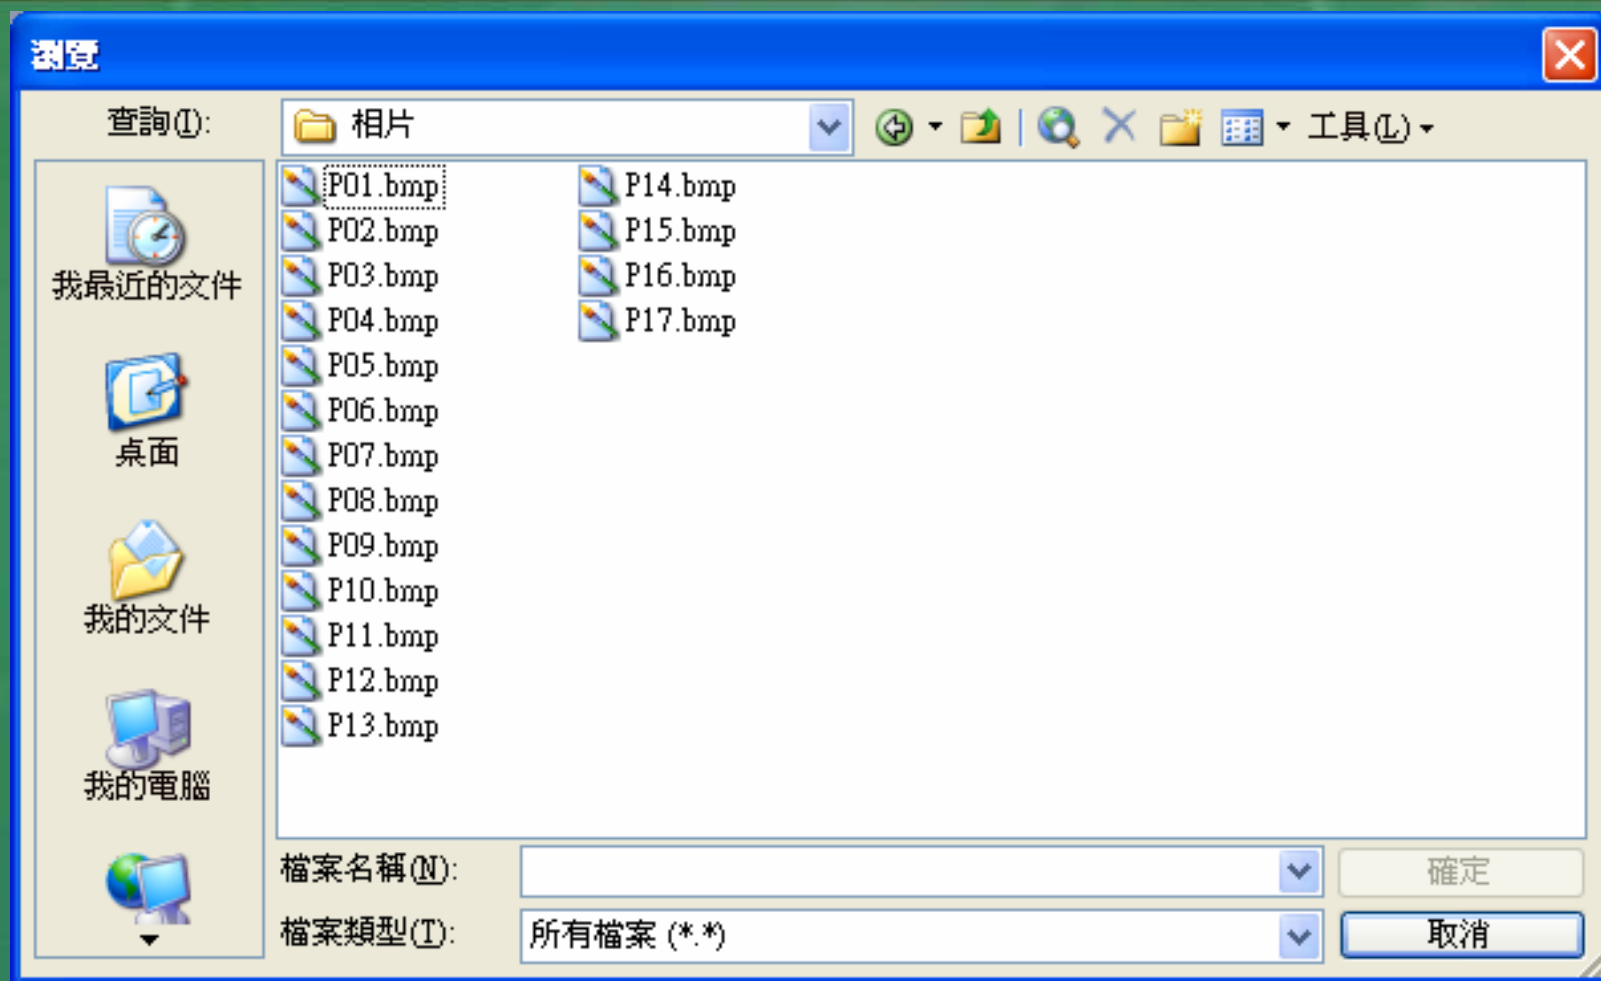 瀏覽
查詢(I):
相片
工具(L)
我最近的文件
桌面
我的文件
我的電腦
P01.bmp
P02.bmp
P03.bmp
P04.bmp
P05.bmp
P06.bmp
P07.bmp
P08.bmp
P09.bmp
P10.bmp
P11.bmp
P12.bmp
P13.bmp
P14.bmp
P15.bmp
P16.bmp
P17.bmp
檔案名稱(N):
確定
檔案類型(T):
所有檔案 (*.*)
取消